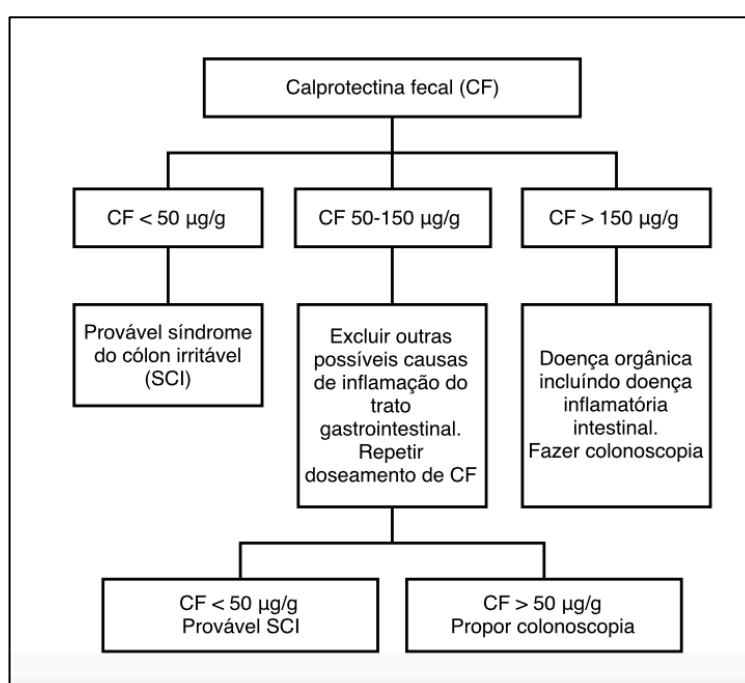 Calprotectina fecal (CF)
CF < 50 µg/g
CF 50-150 µg/g
CF > 150 µg/g
Provável síndrome
do cólon irritável
(SCI)
Excluir outras
possíveis causas
de inflamação do
trato
gastrointestinal.
Repetir
doseamento de CF
Doença orgânica
incluíndo doença
inflamatória
intestinal.
Fazer colonoscopia
CF < 50 µg/g
Provável SCI
CF > 50 µg/g
Propor colonoscopia